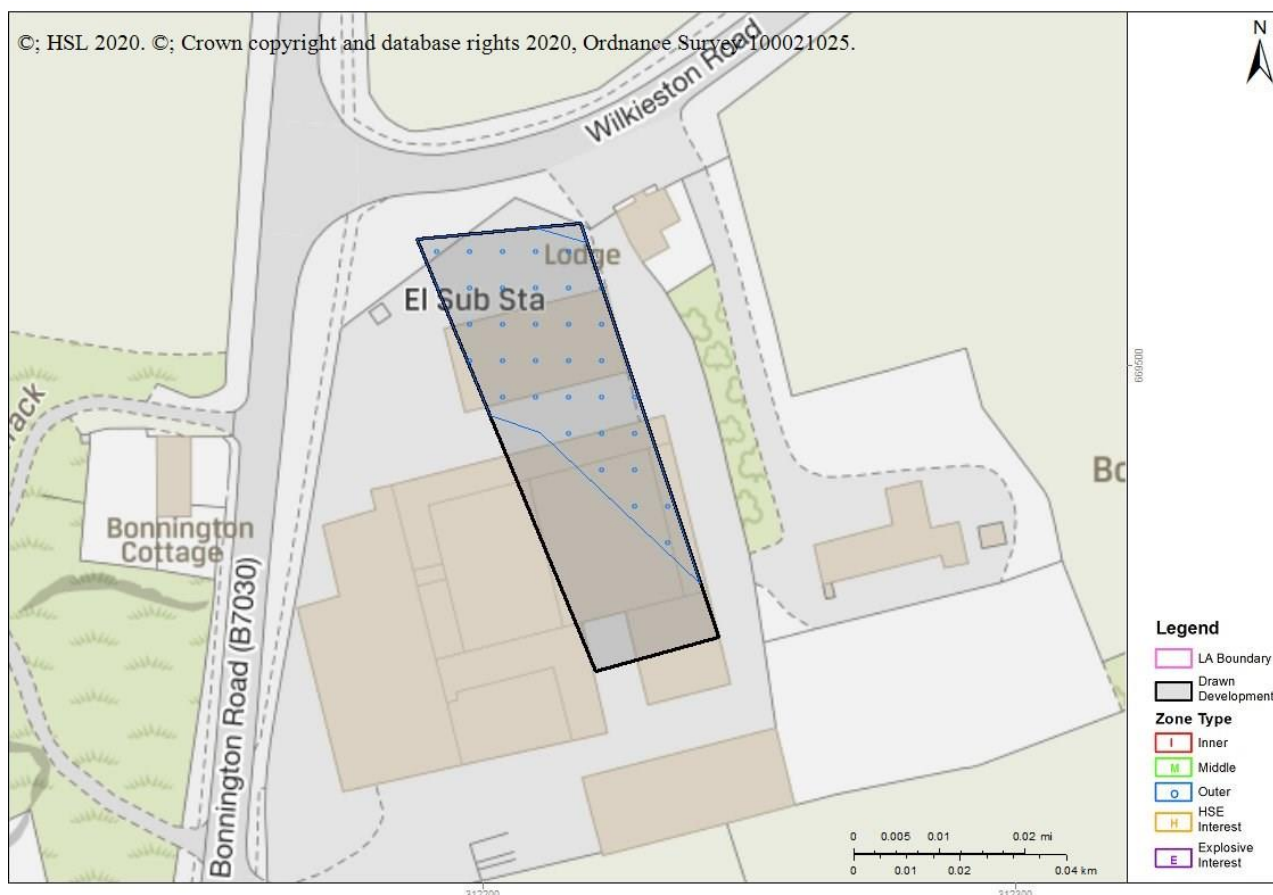 ©; HSL 2020. ©; Crown copyright and database rights 2020, Ordnance Survey 100021025.
N
Wilkieston Road
Lodge
El Sub Sta
669500
ack
Bo
Bonnington
Cottage
Bonnington Road (B7030)
Legend
LA Boundary
Drawn
Development
Zone Type
I Inner
M Middle
O Outer
H HSE
Interest
E Explosive
Interest
0 0.005 0.01 0.02 mi
0 0.01 0.02 0.04 km